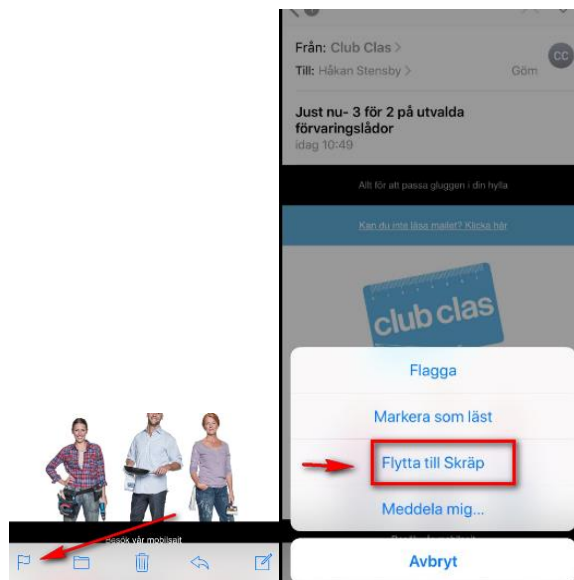 Besök vår mobilsajt
Från: Club Clas >
Till: Håkan Stensby >
Göm
CC
Just nu- 3 för 2 på utvalda
förvaringslådor
idag 10:49
Allt för att passa gluggen i din hylla
Kan du inte läsa mailet? Klicka här
club clas
Flagga
Markera som läst
Flytta till Skräp
Meddela mig...
Avbryt